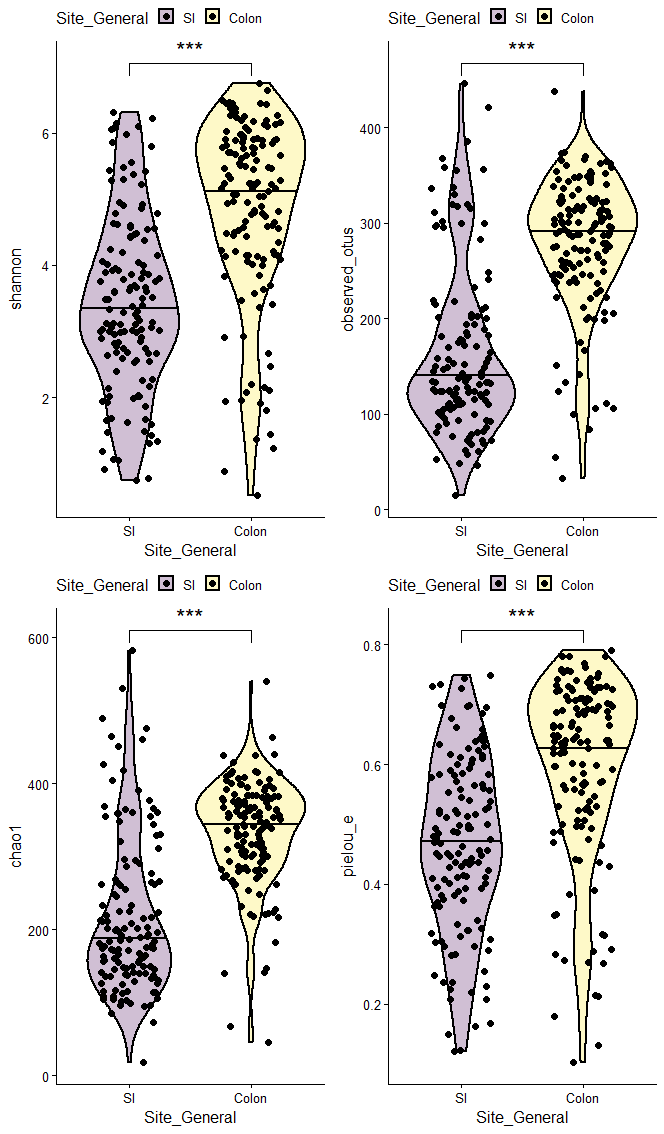 Site_General SI Colon
Site_General SI Colon
***
***
shannon
6
4
2
SI Colon
Site_General
observed_otus
400
300
200
100
0
SI Colon
Site_General
Site_General SI Colon
Site_General SI Colon
***
***
chao1
600
400
200
0
SI Colon
Site_General
pielou_e
0.8
0.6
0.4
0.2
SI Colon
Site_General